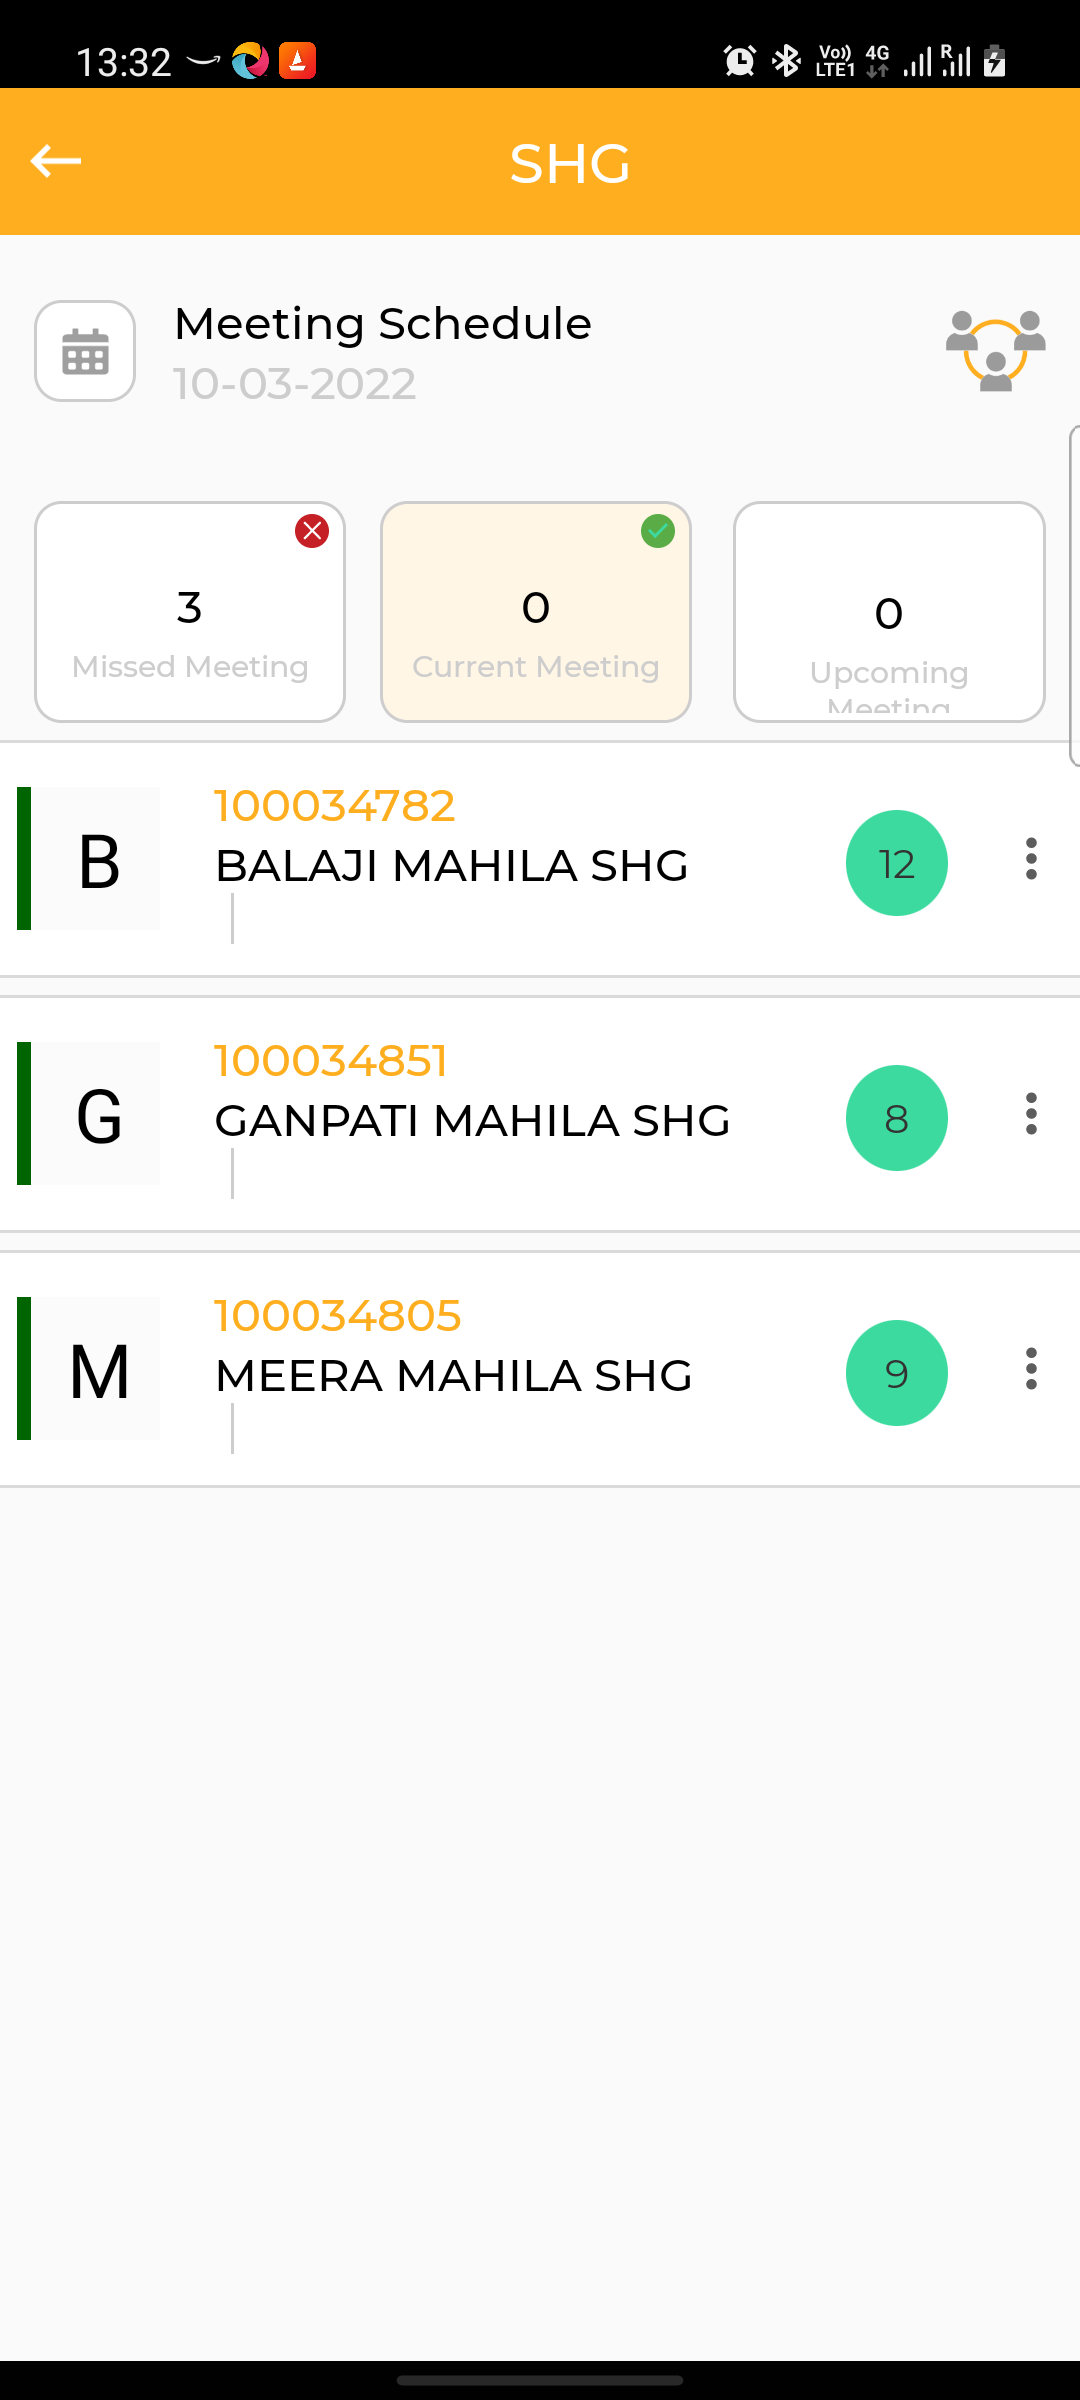 13:32
Vo)) LTE1 4G R
SHG
Meeting Schedule
10-03-2022
3
Missed Meeting
0
Current Meeting
0
Upcoming
Meeting
B
100034782
BALAJI MAHILA SHG
12
G
100034851
GANPATI MAHILA SHG
8
M
100034805
MEERA MAHILA SHG
9